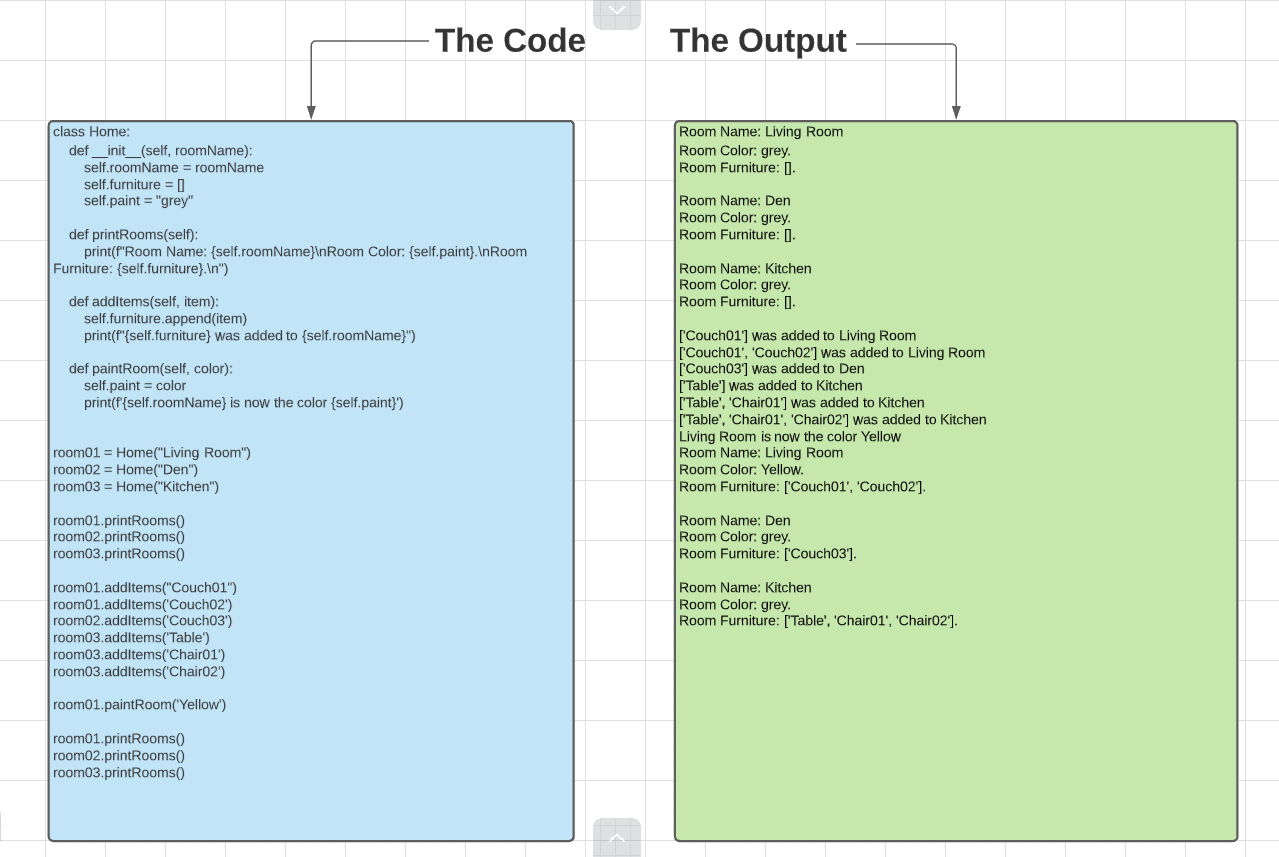 The Code
The Output
class Home:
    def __init__(self, roomName):
        self.roomName = roomName
        self.furniture = []
        self.paint = "grey"

    def printRooms(self):
        print(f"Room Name: {self.roomName}\nRoom Color: {self.paint}.\nRoom
Furniture: {self.furniture}.\n")

    def addItems(self, item):
        self.furniture.append(item)
        print(f"{self.furniture} was added to {self.roomName}")

    def paintRoom(self, color):
        self.paint = color
        print(f'{self.roomName} is now the color {self.paint}')

room01 = Home("Living Room")
room02 = Home("Den")
room03 = Home("Kitchen")

room01.printRooms()
room02.printRooms()
room03.printRooms()

room01.addItems("Couch01")
room01.addItems('Couch02')
room02.addItems('Couch03')
room03.addItems('Table')
room03.addItems('Chair01')
room03.addItems('Chair02')

room01.paintRoom('Yellow')

room01.printRooms()
room02.printRooms()
room03.printRooms()

Room Name: Living Room
Room Color: grey.
Room Furniture: [].

Room Name: Den
Room Color: grey.
Room Furniture: [].

Room Name: Kitchen
Room Color: grey.
Room Furniture: [].

['Couch01'] was added to Living Room
['Couch01', 'Couch02'] was added to Living Room
['Couch03'] was added to Den
['Table'] was added to Kitchen
['Table', 'Chair01'] was added to Kitchen
['Table', 'Chair01', 'Chair02'] was added to Kitchen
Living Room is now the color Yellow
Room Name: Living Room
Room Color: Yellow.
Room Furniture: ['Couch01', 'Couch02'].

Room Name: Den
Room Color: grey.
Room Furniture: ['Couch03'].

Room Name: Kitchen
Room Color: grey.
Room Furniture: ['Table', 'Chair01', 'Chair02'].